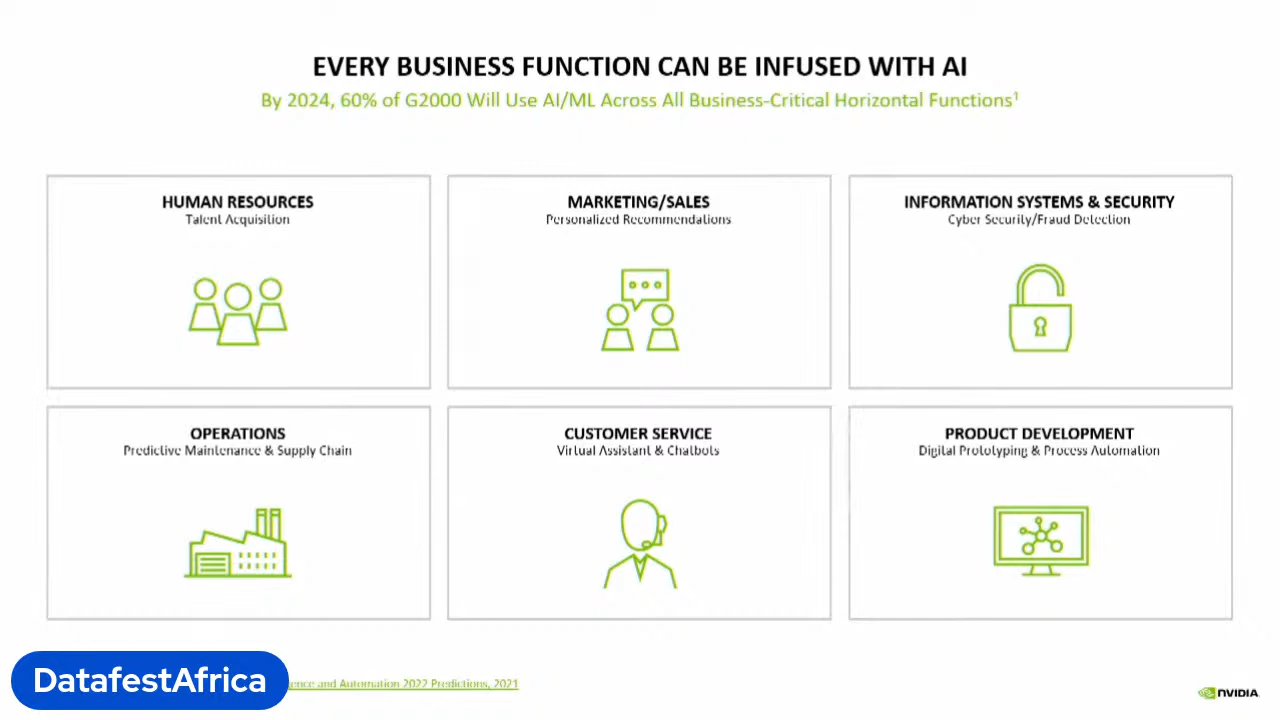 EVERY BUSINESS FUNCTION CAN BE INFUSED WITH AI
By 2024, 60% of G2000 Will Use AI/ML Across All Business-Critical Horizontal Functions¹
HUMAN RESOURCES
Talent Acquisition
MARKETING/SALES
Personalized Recommendations
INFORMATION SYSTEMS & SECURITY
Cyber Security/Fraud Detection
OPERATIONS
Predictive Maintenance & Supply Chain
CUSTOMER SERVICE
Virtual Assistant & Chatbots
PRODUCT DEVELOPMENT
Digital Prototyping & Process Automation
DatafestAfrica
and Automation 2022 Predictions, 2021
NVIDIA